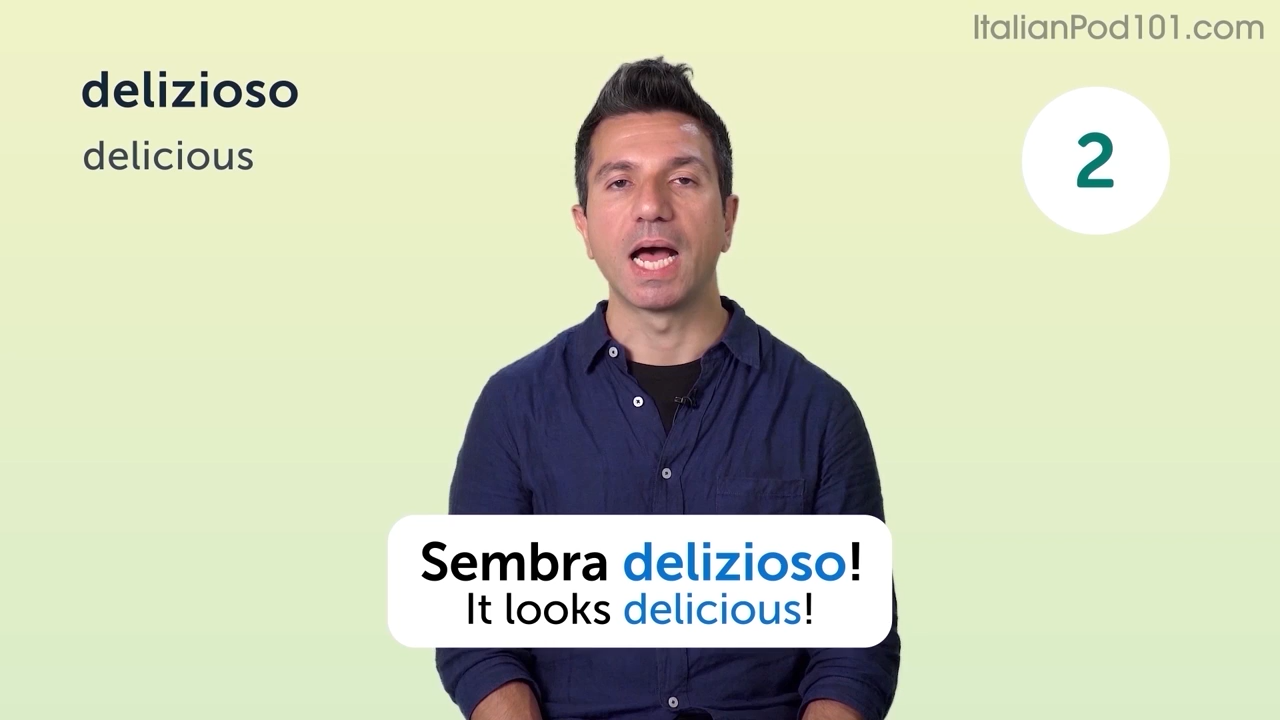 ItalianPod101.com
delizioso
delicious
2
Sembra delizioso!
It looks delicious!